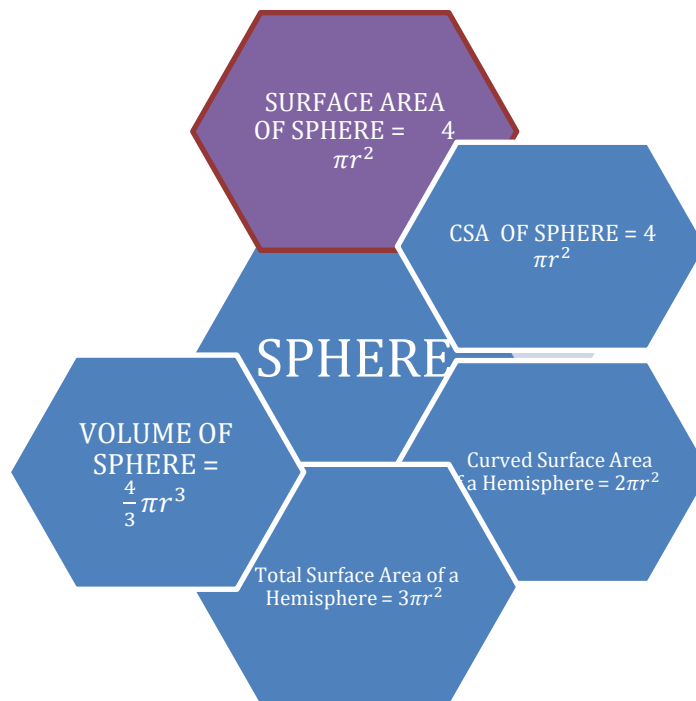 SURFACE AREA
OF SPHERE = 4
πr²
CSA OF SPHERE = 4
πr²
SPHERE
VOLUME OF
SPHERE =
4/3 πr³
Curved Surface Area
a Hemisphere = 2πr²
Total Surface Area of a
Hemisphere = 3πr²